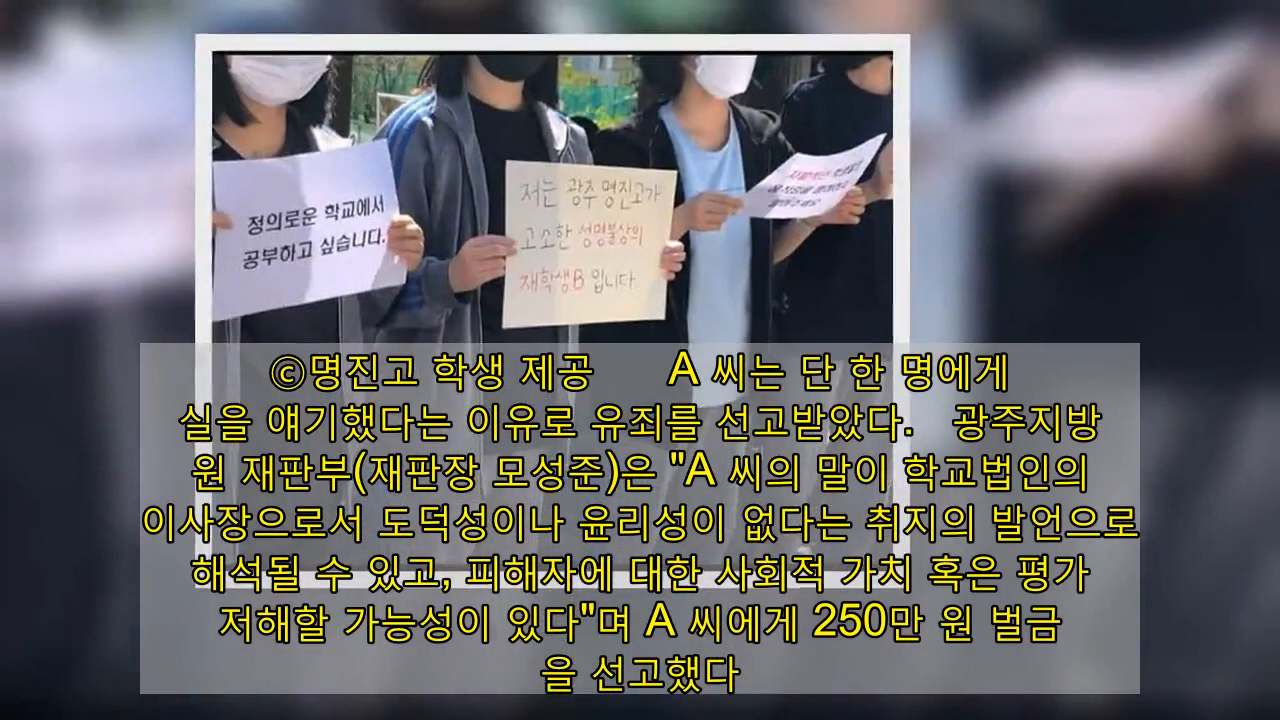 정의로운 학교에서
공부하고 싶습니다.
저는 광주 명진고가
고소한 성명불상의
재학생B 입니다
ⓒ명진고 학생 제공 A 씨는 단 한 명에게
실을 얘기했다는 이유로 유죄를 선고받았다. 광주지방
원 재판부(재판장 모성준)은 "A 씨의 말이 학교법인의
이사장으로서 도덕성이나 윤리성이 없다는 취지의 발언으로
해석될 수 있고, 피해자에 대한 사회적 가치 혹은 평가
저해할 가능성이 있다"며 A 씨에게 250만 원 벌금
을 선고했다